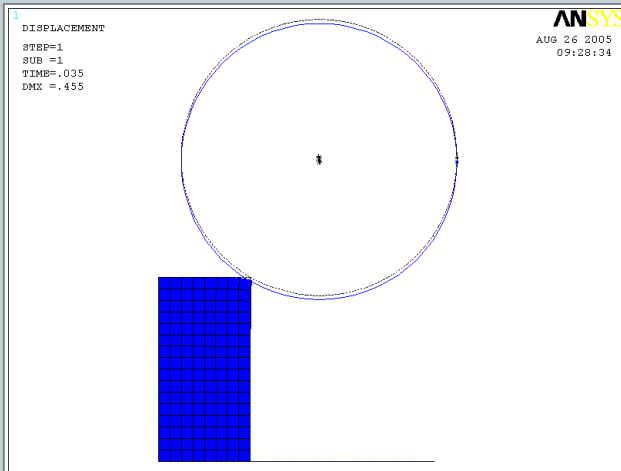 1
DISPLACEMENT
STEP=1
SUB =1
TIME=.035
DMX =.455
ANSYS
AUG 26 2005
09:28:34